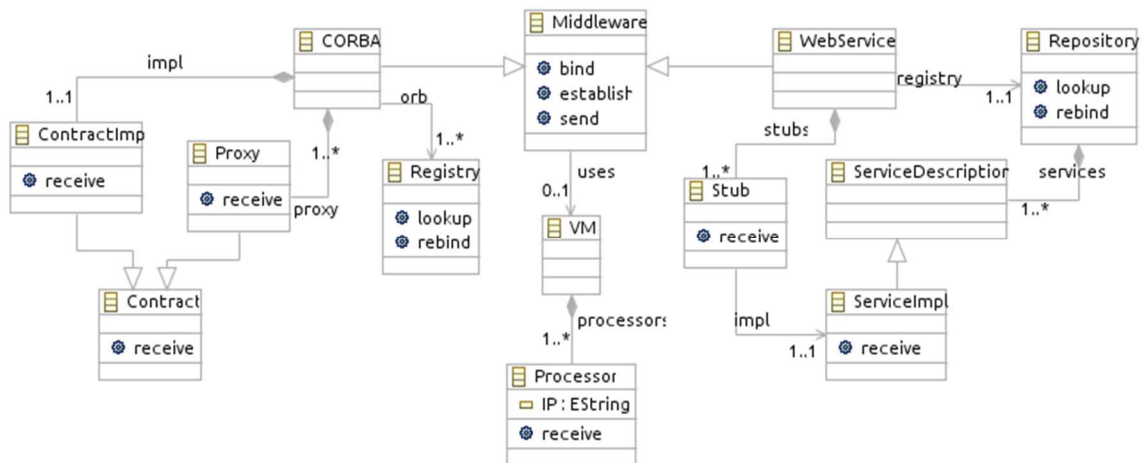 CORBA
impl
1..1
ContractImp
receive
Proxy
receive
proxy
1..*
orb
1..*
Registry
lookup
rebind
Contract
receive
Middleware
bind
establish
send
uses
0..1
VM
processors
1..*
Processor
IP : EString
receive
WebService
registry
1..1
Repository
lookup
rebind
stubs
1..*
Stub
receive
ServiceDescription
services
1..*
impl
1..1
ServiceImpl
receive